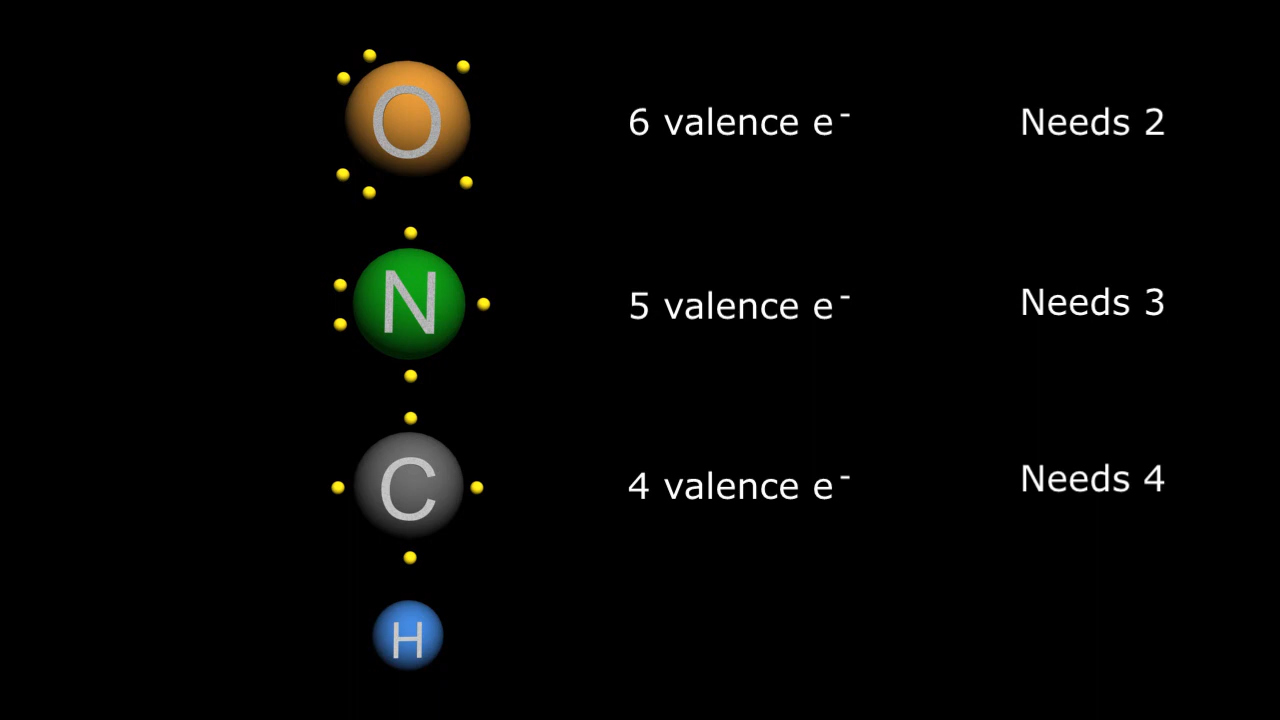 O 6 valence e⁻ Needs 2
N 5 valence e⁻ Needs 3
C 4 valence e⁻ Needs 4
H